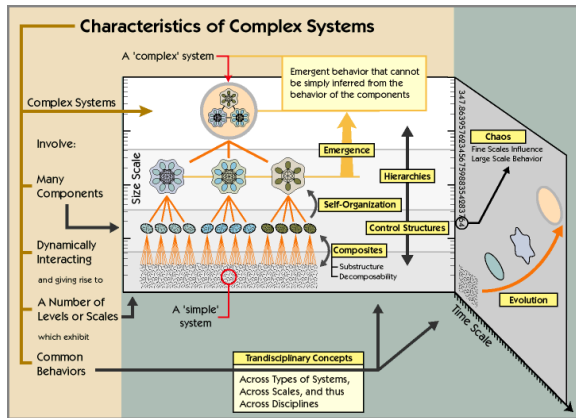 Characteristics of Complex Systems
A 'complex' system
Emergent behavior that cannot
be simply inferred from the
behavior of the components
Complex Systems
Involve:
Many
Components
Dynamically
Interacting
and giving rise to
A Number of
Levels or Scales
which exhibit
Common
Behaviors
Size Scale
Emergence
Hierarchies
Self-Organization
Control Structures
Composites
Substructure
Decomposability
A 'simple'
system
Chaos
Fine Scales Influence
Large Scale Behavior
Evolution
Time Scale
Trandisciplinary Concepts
Across Types of Systems,
Across Scales, and thus
Across Disciplines